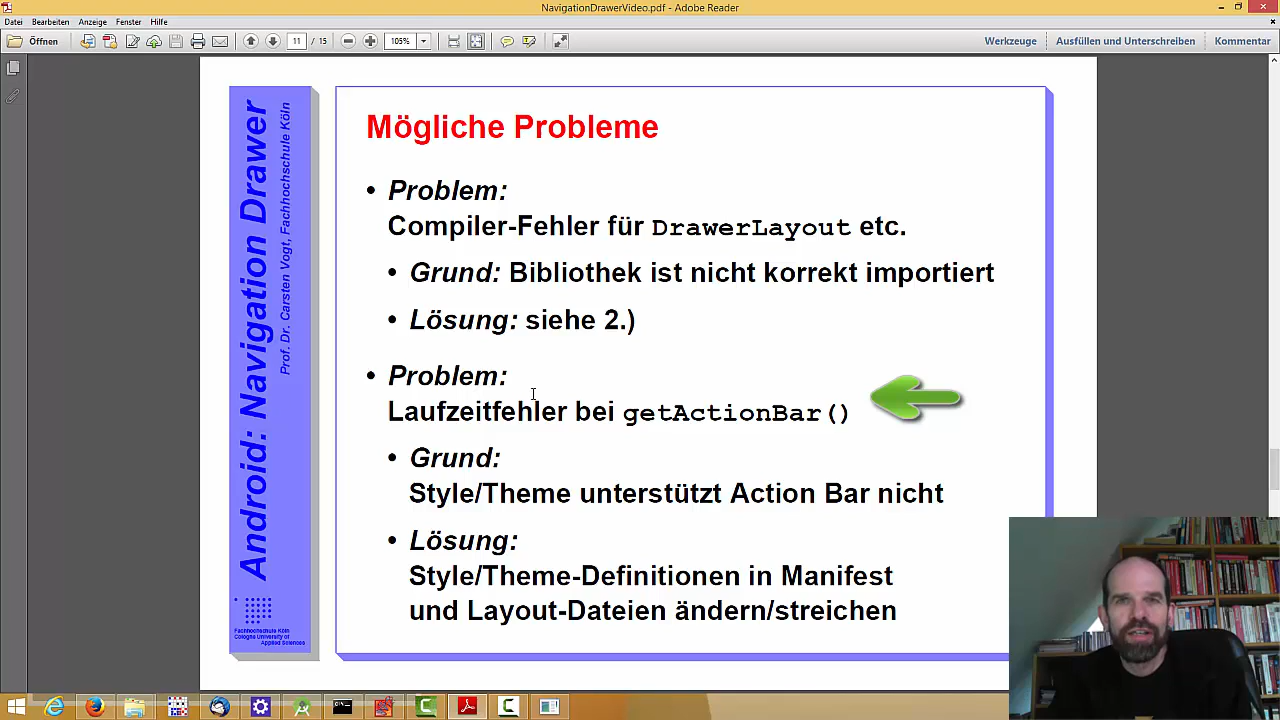 NavigationDrawerVideo.pdf - Adobe Reader
Datei Bearbeiten Anzeige Fenster Hilfe
Öffnen 11 / 15 105% Werkzeuge Ausfüllen und Unterschreiben Kommentar
Android: Navigation Drawer
Prof. Dr. Carsten Vogt, Fachhochschule Köln
Fachhochschule Köln
Cologne University of
Applied Sciences
Mögliche Probleme
• Problem:
Compiler-Fehler für DrawerLayout etc.
• Grund: Bibliothek ist nicht korrekt importiert
• Lösung: siehe 2.)
• Problem:
Laufzeitfehler bei getActionBar()
• Grund:
Style/Theme unterstützt Action Bar nicht
• Lösung:
Style/Theme-Definitionen in Manifest
und Layout-Dateien ändern/streichen